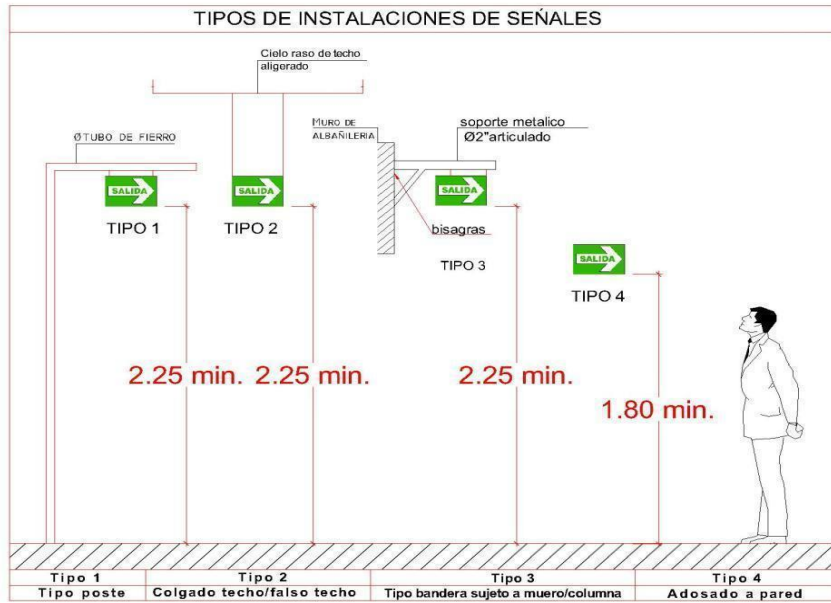 TIPOS DE INSTALACIONES DE SEÑALES
Cielo raso de techo
aligerado
Ø TUBO DE FIERRO
MURO DE
ALBAÑILERIA
soporte metalico
Ø2"articulado
SALIDA
SALIDA
SALIDA
TIPO 1
TIPO 2
bisagras
TIPO 3
SALIDA
TIPO 4
2.25 min.
2.25 min.
2.25 min.
1.80 min.
Tipo 1
Tipo 2
Tipo 3
Tipo 4
Tipo poste
Colgado techo/falso techo
Tipo bandera sujeto a muero/columna
Adosado a pared